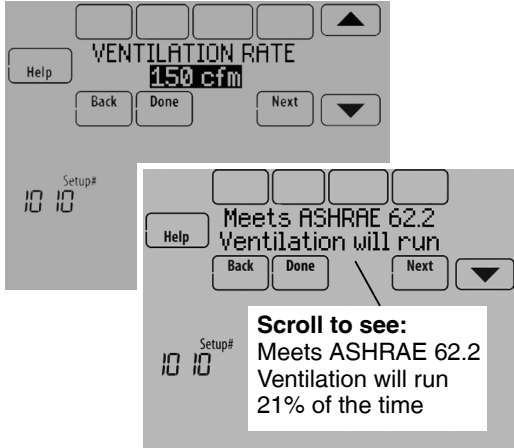 VENTILATION RATE
Help
150 cfm
Back Done Next
Setup#
10 10
Meets ASHRAE 62.2
Help
Ventilation will run
Back Done Next
Scroll to see:
Meets ASHRAE 62.2
Ventilation will run
21% of the time
Setup#
10 10